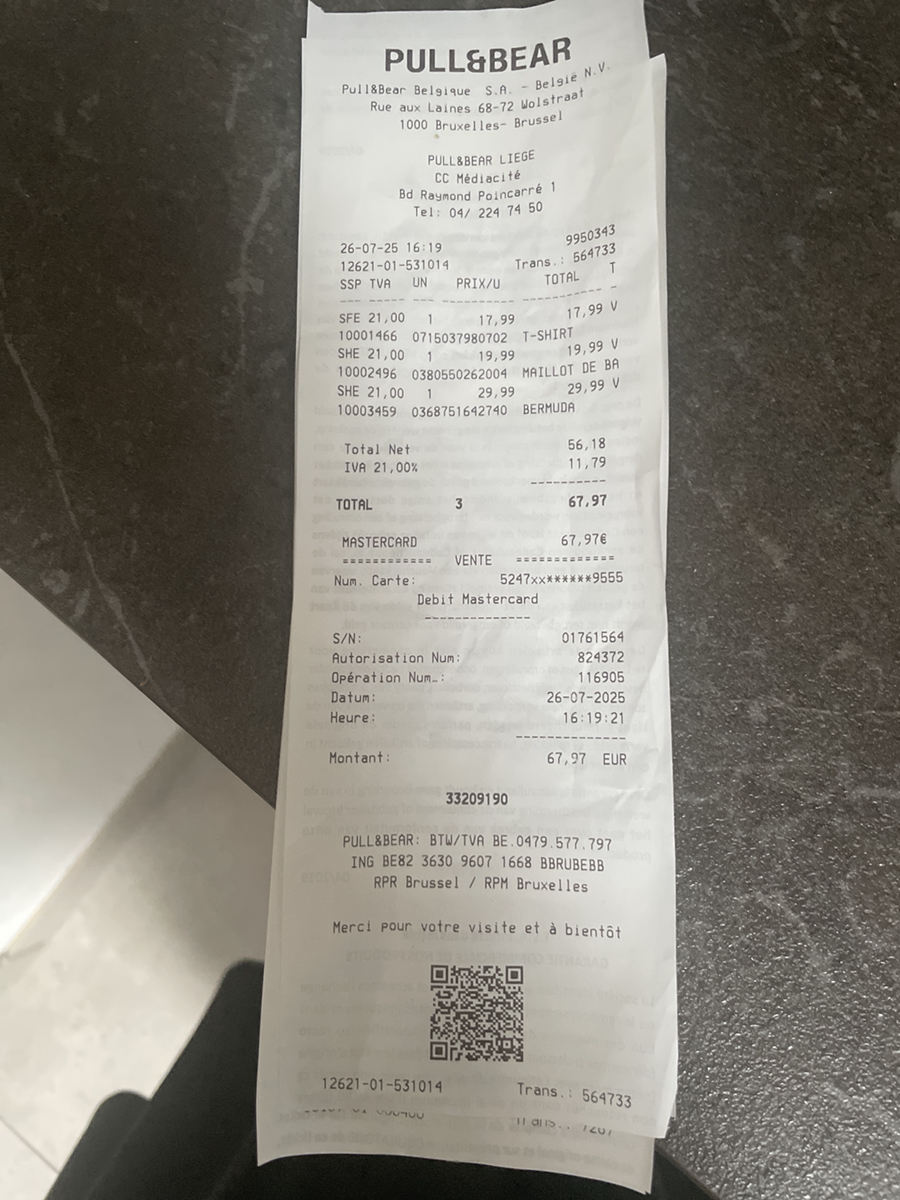 PULL&BEAR
Pull&Bear Belgique S.A. - België N.V.
Rue aux Laines 68-72 Wolstraat
1000 Bruxelles- Brussel
PULL&BEAR LIEGE
CC Médiacité
Bd Raymond Poincarré 1
Tel: 04/ 224 74 50
26-07-25 16:19 9950343
12621-01-531014 Trans.: 564733
SSP TVA UN PRIX/U TOTAL T
--- ----- --- ---------- ----------- -
SFE 21,00 1 17,99 17,99 V
10001466 0715037980702 T-SHIRT
SHE 21,00 1 19,99 19,99 V
10002496 0380550262004 MAILLOT DE BA
SHE 21,00 1 29,99 29,99 V
10003459 0368751642740 BERMUDA
Total Net 56,18
IVA 21,00% 11,79
----------
TOTAL 3 67,97
MASTERCARD 67,97€
============ VENTE =============
Num. Carte: 5247xx******9555
Debit Mastercard
--------------
S/N: 01761564
Autorisation Num: 824372
Opération Num.: 116905
Datum: 26-07-2025
Heure: 16:19:21
--------------
Montant: 67,97 EUR
33209190
PULL&BEAR: BTW/TVA BE.0479.577.797
ING BE82 3630 9607 1668 BBRUBEBB
RPR Brussel / RPM Bruxelles
Merci pour votre visite et à bientôt
12621-01-531014 Trans.: 564733